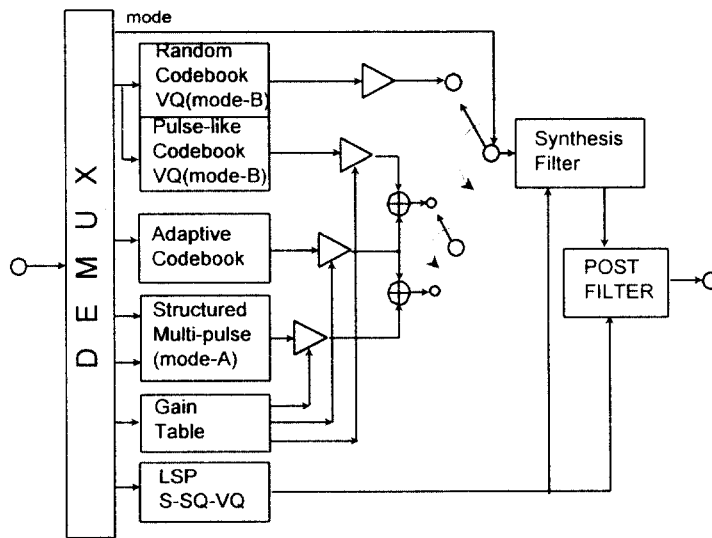 mode
Random
Codebook
VQ(mode-B)
Pulse-like
Codebook
VQ(mode-B)
Synthesis
Filter
DEMUX
Adaptive
Codebook
POST
FILTER
Structured
Multi-pulse
(mode-A)
Gain
Table
LSP
S-SQ-VQ